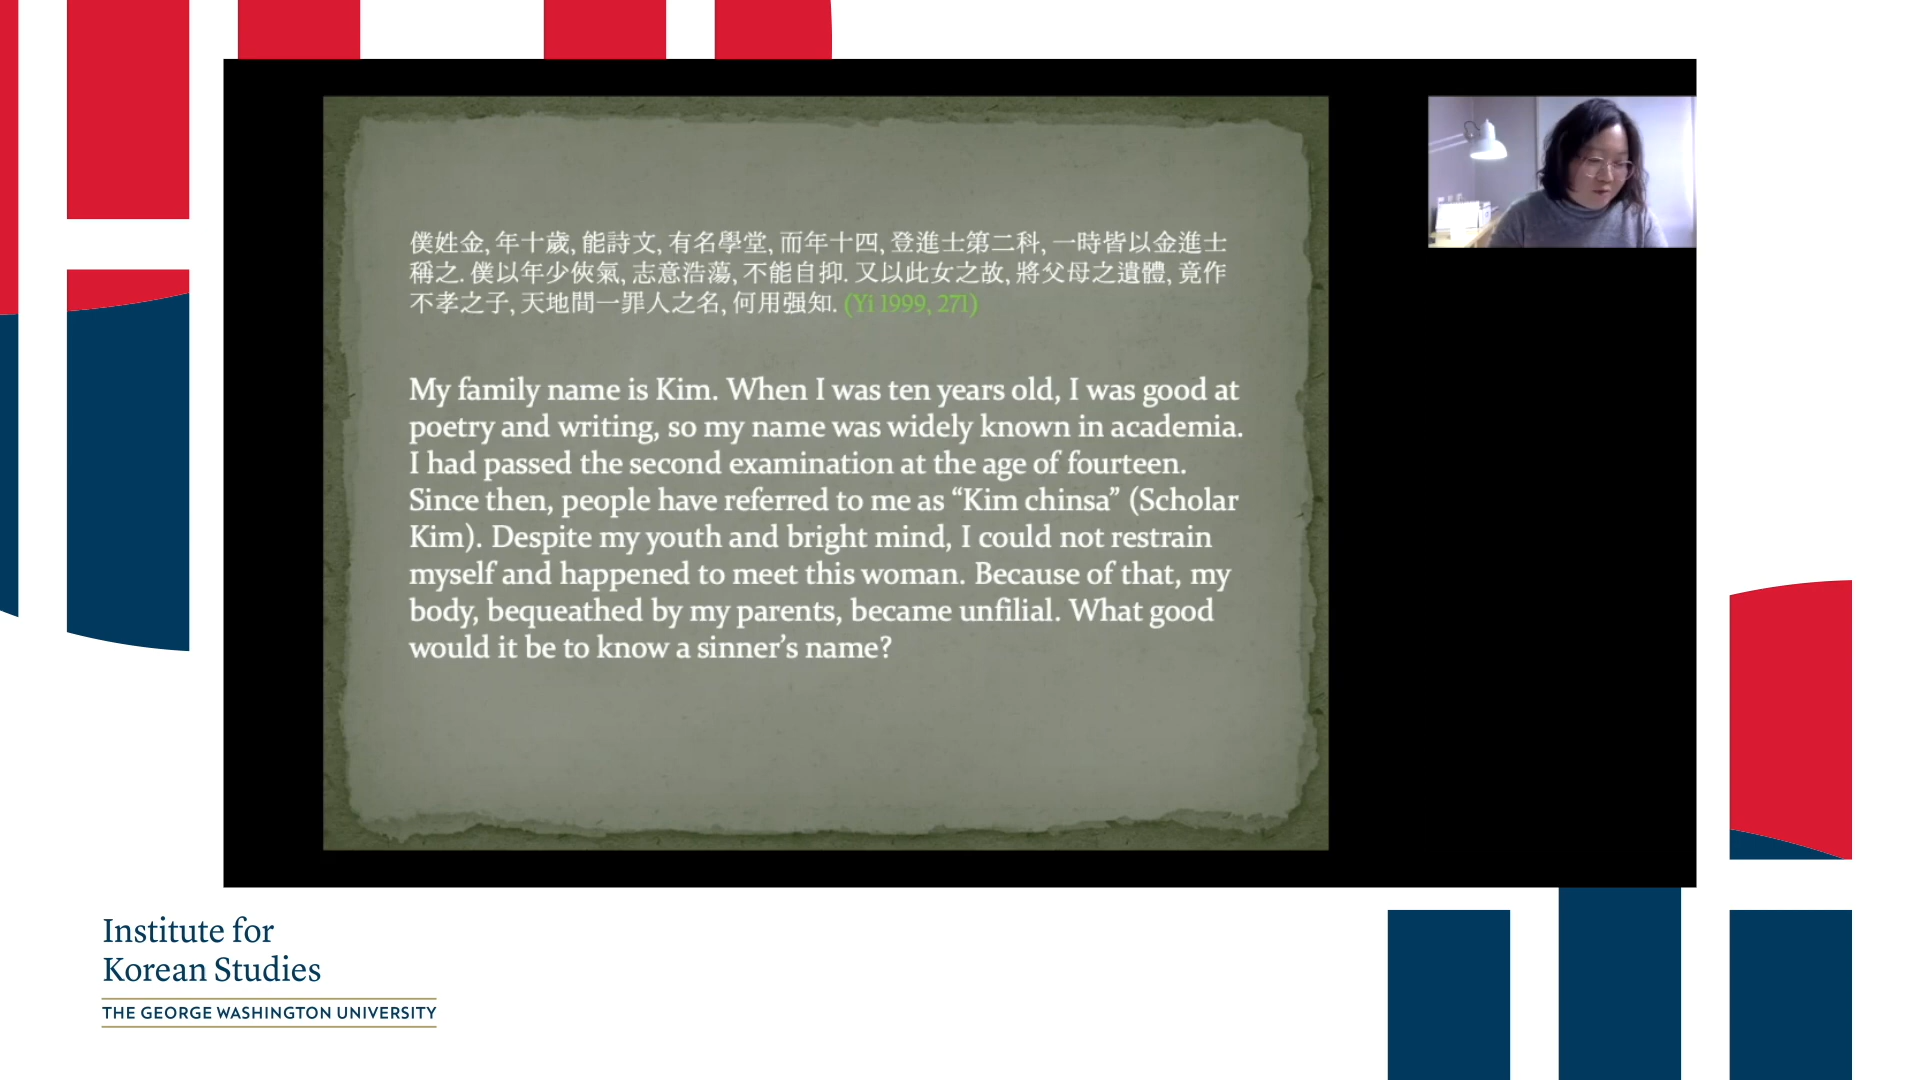 僕姓金, 年十歲, 能詩文, 有名學堂, 而年十四, 登進士第二科, 一時皆以金進士
稱之. 僕以年少俠氣, 志意浩蕩, 不能自抑. 又以此女之故, 將父母之遺體, 竟作
不孝之子, 天地間一罪人之名, 何用强知. (Yi 1999, 271)
My family name is Kim. When I was ten years old, I was good at
poetry and writing, so my name was widely known in academia.
I had passed the second examination at the age of fourteen.
Since then, people have referred to me as “Kim chinsa” (Scholar
Kim). Despite my youth and bright mind, I could not restrain
myself and happened to meet this woman. Because of that, my
body, bequeathed by my parents, became unfilial. What good
would it be to know a sinner’s name?
Institute for
Korean Studies
THE GEORGE WASHINGTON UNIVERSITY